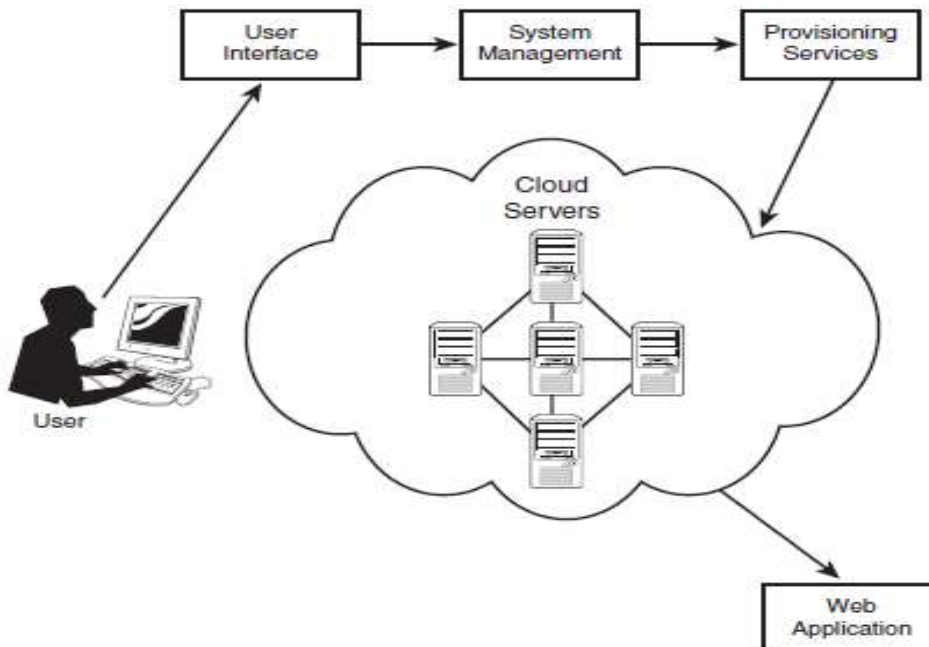 User
Interface
System
Management
Provisioning
Services
Cloud
Servers
User
Web
Application